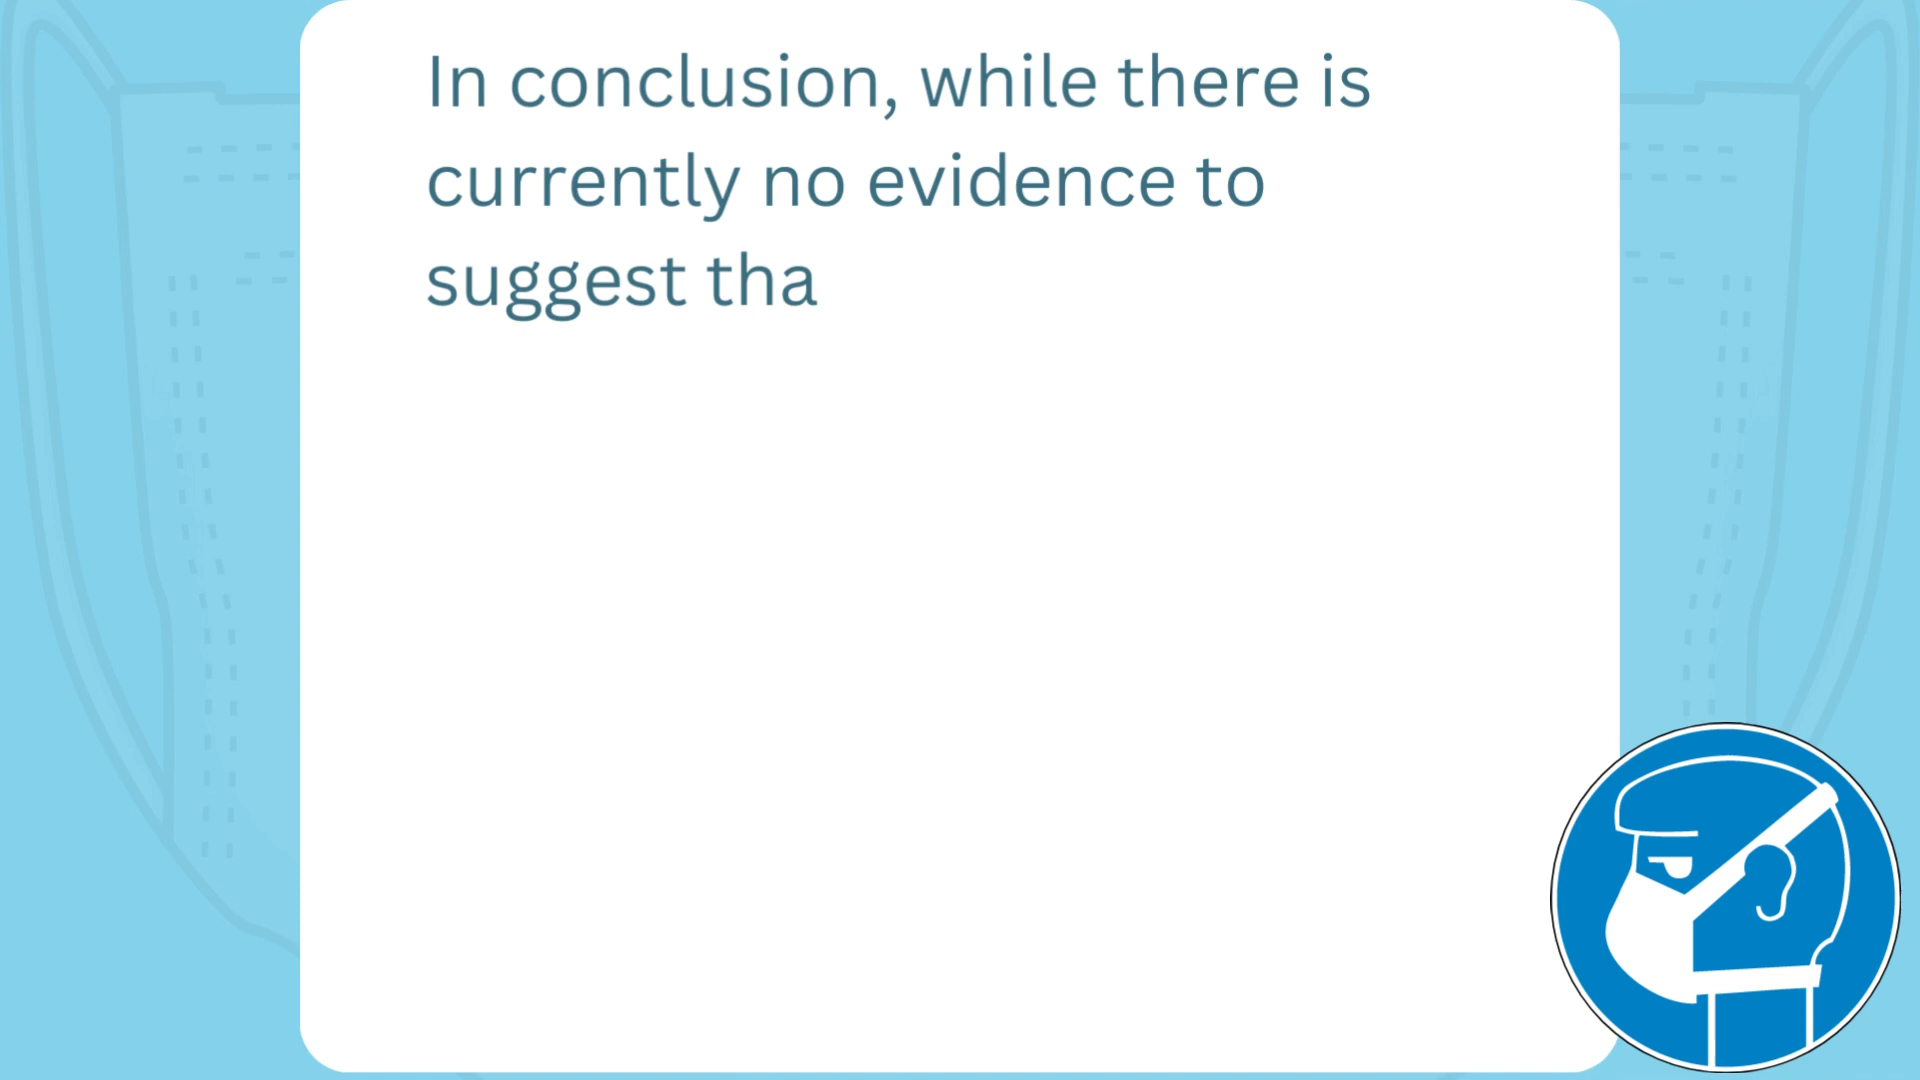 In conclusion, while there is
currently no evidence to
suggest tha